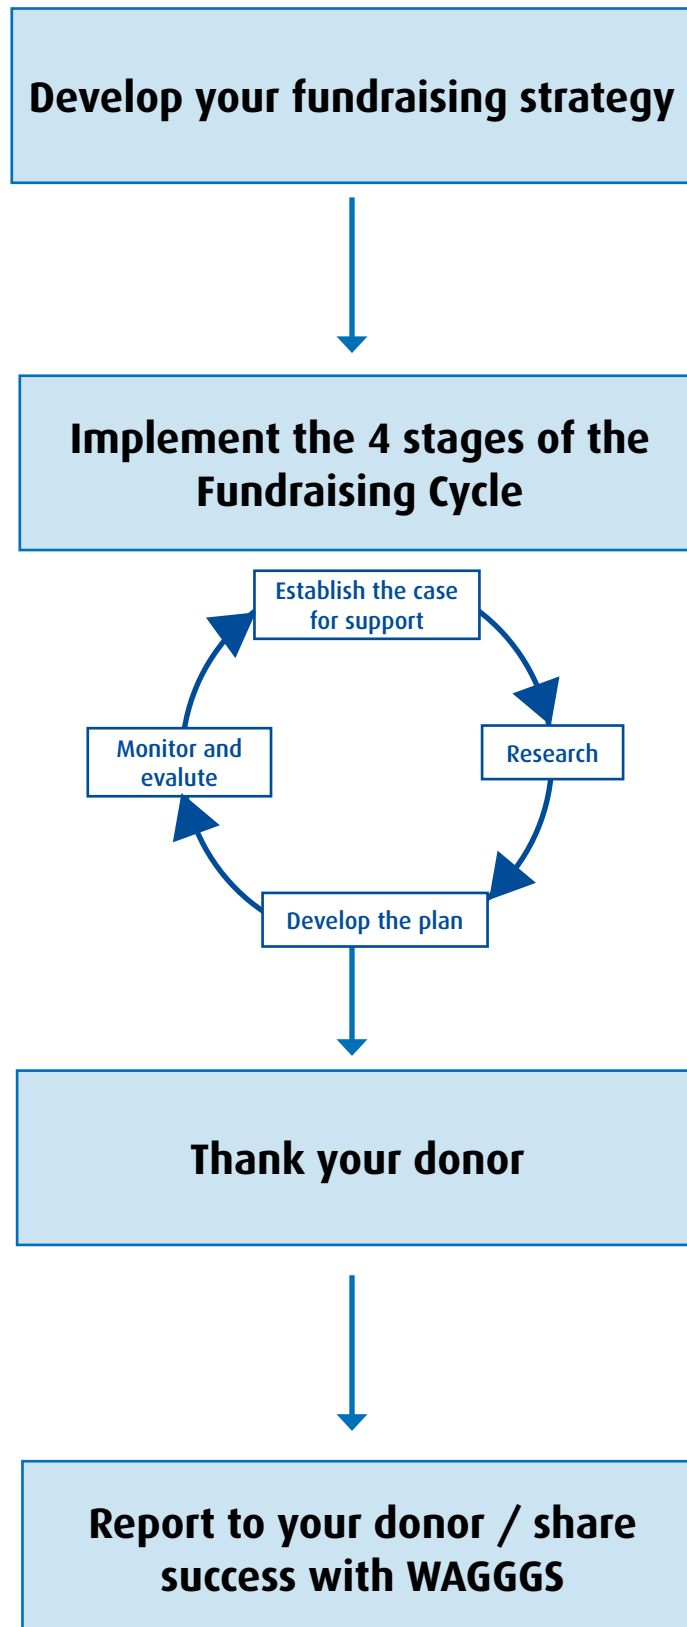 Develop your fundraising strategy
Implement the 4 stages of the
Fundraising Cycle
Establish the case
for support
Research
Monitor and
evalute
Develop the plan
Thank your donor
Report to your donor / share
success with WAGGGS